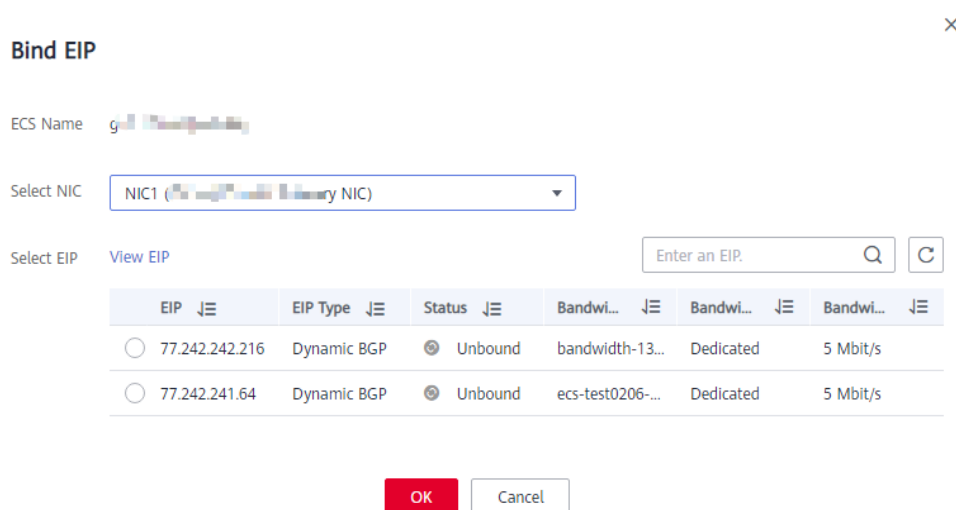 Bind EIP
ECS Name
Select NIC NIC1 ( NIC)
Select EIP View EIP Enter an EIP.
EIP EIP Type Status Bandwi... Bandwi... Bandwi...
77.242.242.216 Dynamic BGP Unbound bandwidth-13... Dedicated 5 Mbit/s
77.242.241.64 Dynamic BGP Unbound ecs-test0206-... Dedicated 5 Mbit/s
OK Cancel